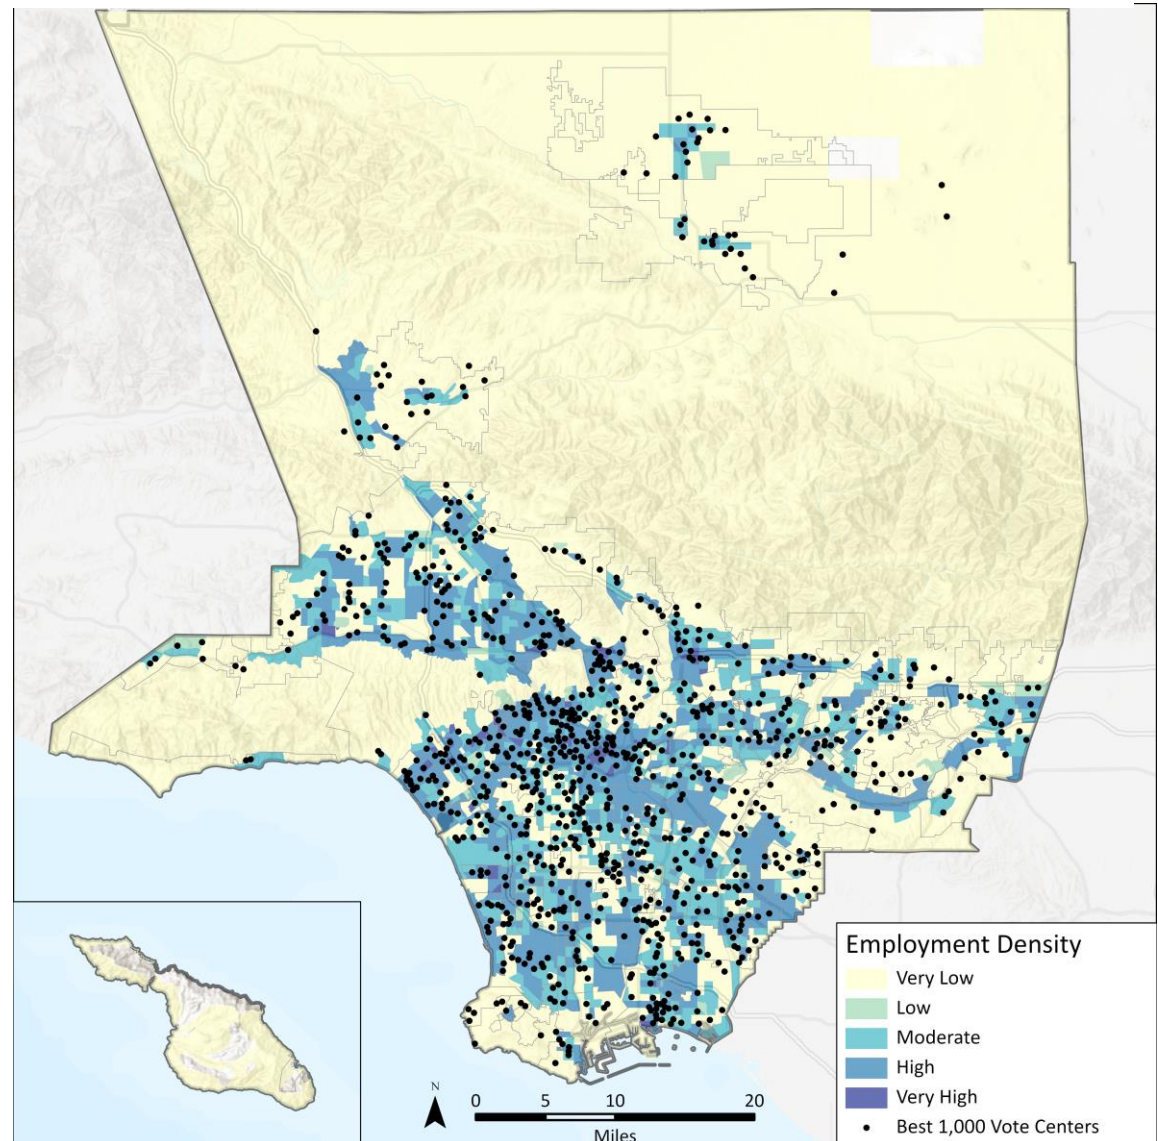 Employment Density
Very Low
Low
Moderate
High
Very High
Best 1,000 Vote Centers
N
0 5 10 20
Miles